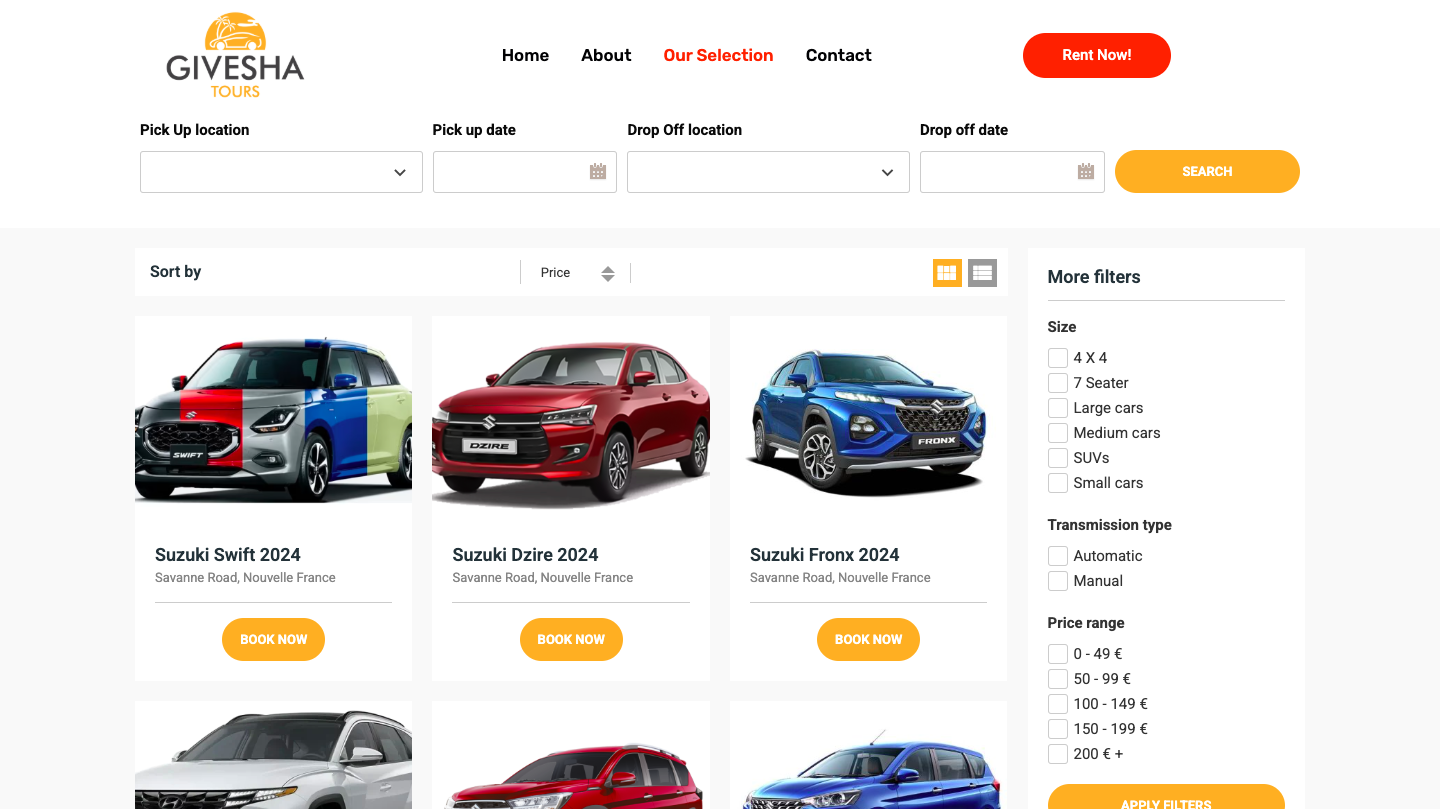 GIVESHA
TOURS
Home
About
Our Selection
Contact
Rent Now!
Pick Up location
Pick up date
Drop Off location
Drop off date
SEARCH
Sort by
Price
More filters
Size
4 X 4
7 Seater
Large cars
Medium cars
SUVs
Small cars
Transmission type
Automatic
Manual
Price range
0 - 49 €
50 - 99 €
100 - 149 €
150 - 199 €
200 € +
APPLY FILTERS
SWIFT
Suzuki Swift 2024
Savanne Road, Nouvelle France
BOOK NOW
DZIRE
Suzuki Dzire 2024
Savanne Road, Nouvelle France
BOOK NOW
FRONX
Suzuki Fronx 2024
Savanne Road, Nouvelle France
BOOK NOW